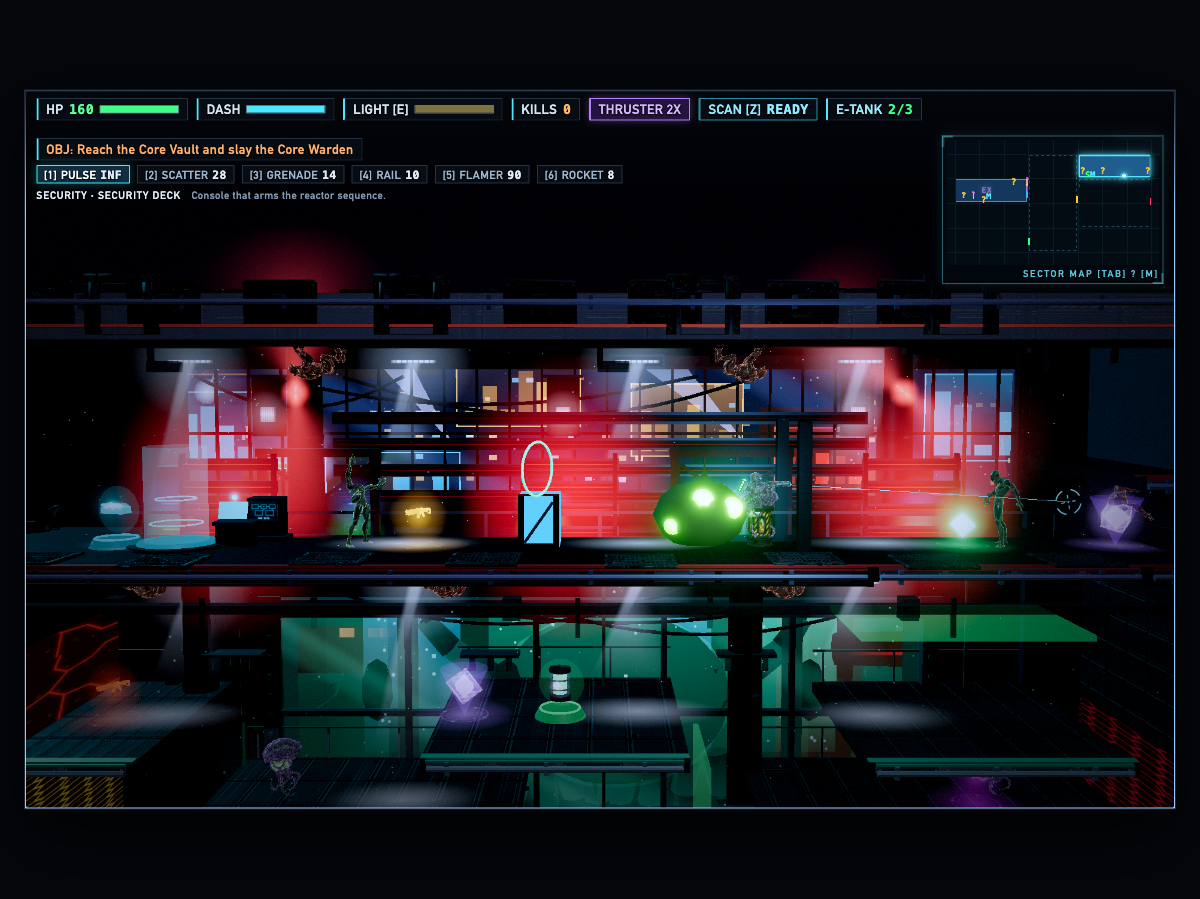 HP 160 DASH LIGHT [E] KILLS 0 THRUSTER 2X SCAN [Z] READY E-TANK 2/3
OBJ: Reach the Core Vault and slay the Core Warden
[1] PULSE INF [2] SCATTER 28 [3] GRENADE 14 [4] RAIL 10 [5] FLAMER 90 [6] ROCKET 8
SECURITY · SECURITY DECK Console that arms the reactor sequence.
? SM ? ?
? ? EX ?
? M
SECTOR MAP [TAB] ? [M]